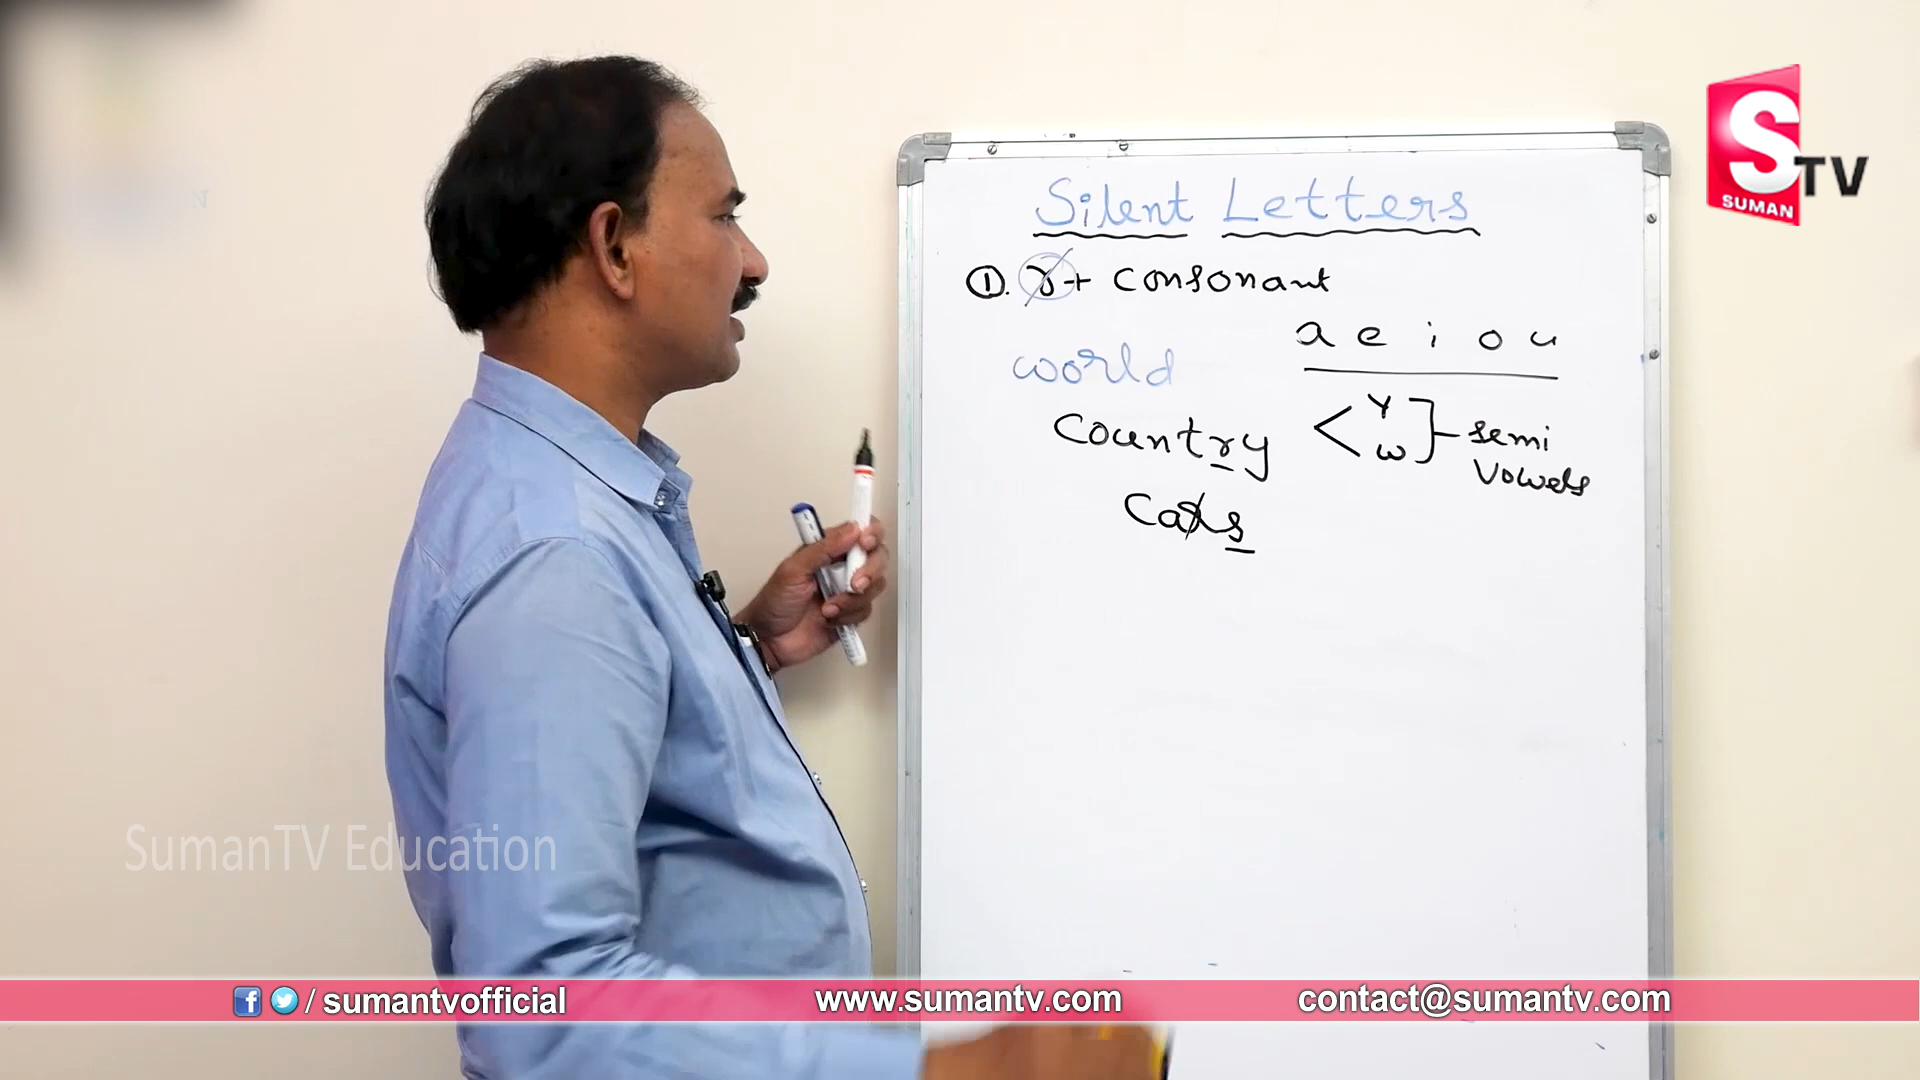 Silent Letters
①. r + consonant
a e i o u
world
Country
< y w } semi vowels
Cars
S TV
SUMAN
SumanTV Education
/ sumantvofficial
www.sumantv.com
contact@sumantv.com